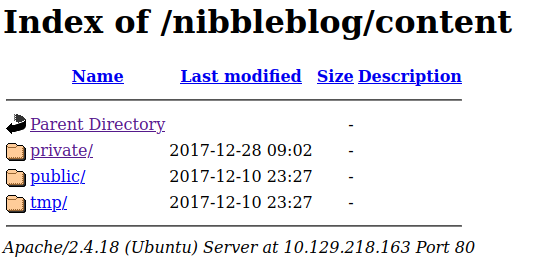 Index of /nibbleblog/content
Name Last modified Size Description
Parent Directory -
private/ 2017-12-28 09:02 -
public/ 2017-12-10 23:27 -
tmp/ 2017-12-10 23:27 -
Apache/2.4.18 (Ubuntu) Server at 10.129.218.163 Port 80